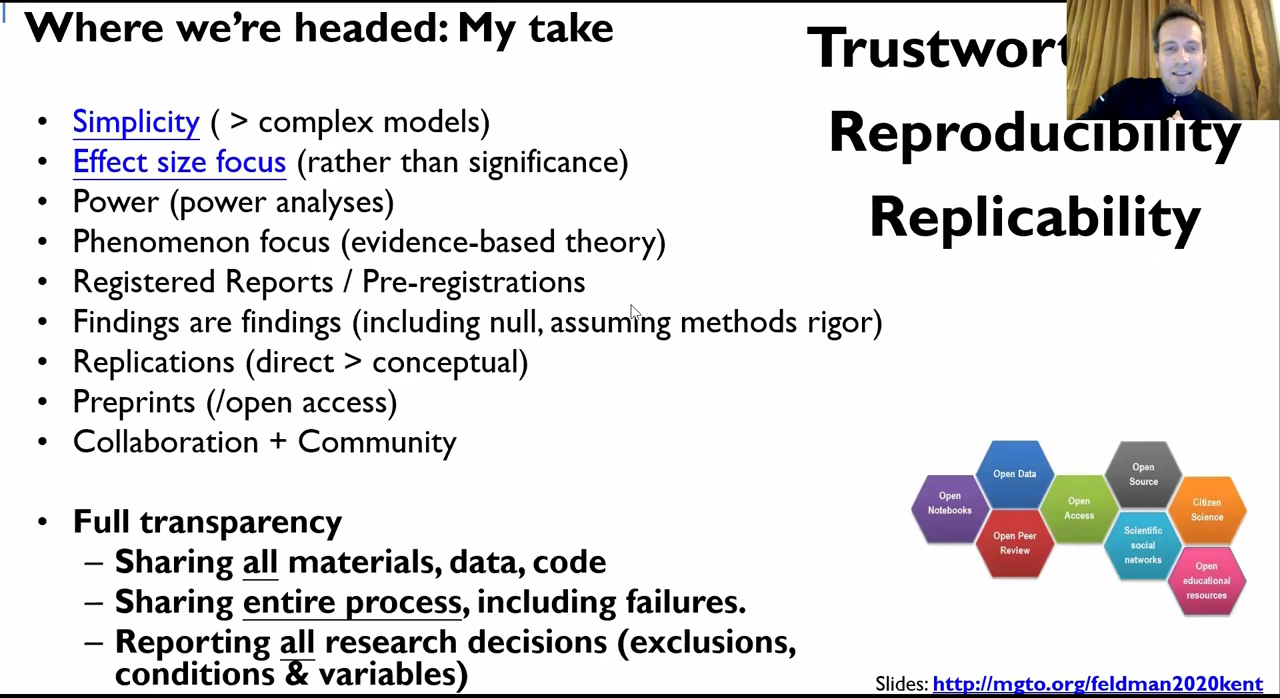 Where we're headed: My take
• Simplicity ( > complex models)
• Effect size focus (rather than significance)
• Power (power analyses)
• Phenomenon focus (evidence-based theory)
• Registered Reports / Pre-registrations
• Findings are findings (including null, assuming methods rigor)
• Replications (direct > conceptual)
• Preprints (/open access)
• Collaboration + Community
• Full transparency
– Sharing all materials, data, code
– Sharing entire process, including failures.
– Reporting all research decisions (exclusions,
conditions & variables)
Reproducibility
Replicability
Open
Notebooks
Open Data
Open Peer
Review
Open
Access
Open
Source
Scientific
social
networks
Citizen
Science
Open
educational
resources
Slides: http://mgto.org/feldman2020kent